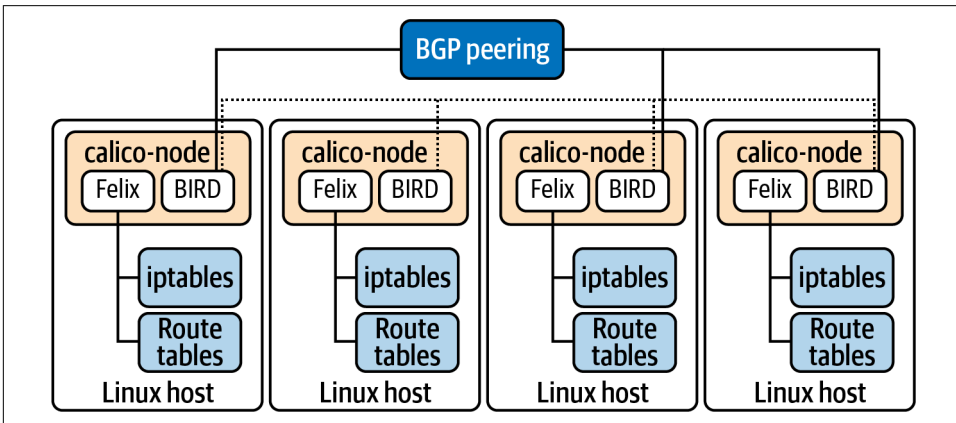 BGP peering
calico-node
Felix
BIRD
iptables
Route
tables
Linux host
calico-node
Felix
BIRD
iptables
Route
tables
Linux host
calico-node
Felix
BIRD
iptables
Route
tables
Linux host
calico-node
Felix
BIRD
iptables
Route
tables
Linux host